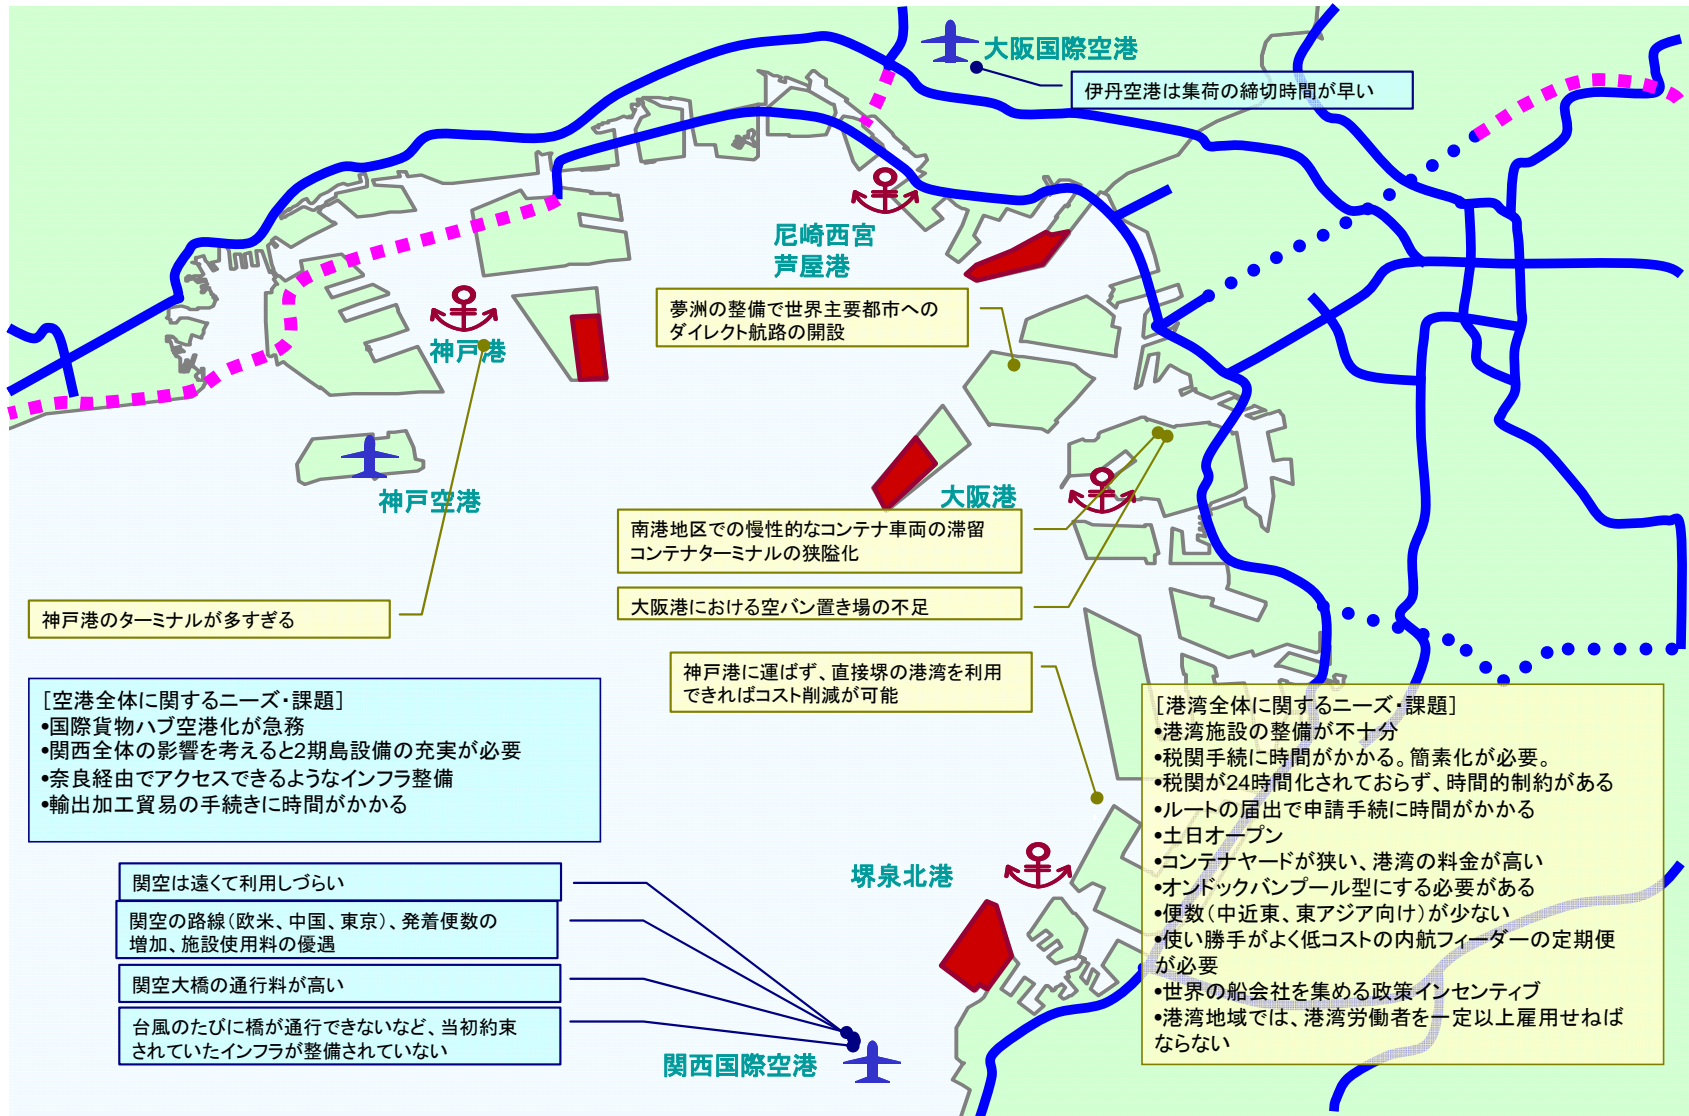 大阪国際空港
伊丹空港は集荷の締切時間が早い
尼崎西宮
芦屋港
夢洲の整備で世界主要都市への
ダイレクト航路の開設
神戸港
神戸空港
大阪港
南港地区での慢性的なコンテナ車両の滞留
コンテナターミナルの狭隘化
大阪港における空バン置き場の不足
神戸港のターミナルが多すぎる
神戸港に運ばず、直接堺の港湾を利用
できればコスト削減が可能
[空港全体に関するニーズ・課題]
•国際貨物ハブ空港化が急務
•関西全体の影響を考えると2期島設備の充実が必要
•奈良経由でアクセスできるようなインフラ整備
•輸出加工貿易の手続きに時間がかかる
[港湾全体に関するニーズ・課題]
•港湾施設の整備が不十分
•税関手続に時間がかかる。簡素化が必要。
•税関が24時間化されておらず、時間的制約がある
•ルートの届出で申請手続に時間がかかる
•土日オープン
•コンテナヤードが狭い、港湾の料金が高い
•オンドックバンプール型にする必要がある
•便数（中近東、東アジア向け）が少ない
•使い勝手がよく低コストの内航フィーダーの定期便
が必要
•世界の船会社を集める政策インセンティブ
•港湾地域では、港湾労働者を一定以上雇用せねば
ならない
堺泉北港
関空は遠くて利用しづらい
関空の路線（欧米、中国、東京）、発着便数の
増加、施設使用料の優遇
関空大橋の通行料が高い
台風のたびに橋が通行できないなど、当初約束
されていたインフラが整備されていない
関西国際空港